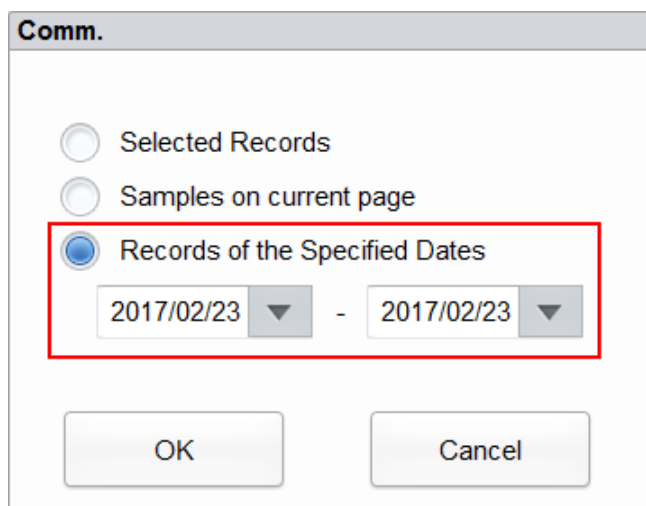 Comm.
Selected Records
Samples on current page
Records of the Specified Dates
2017/02/23 - 2017/02/23
OK Cancel